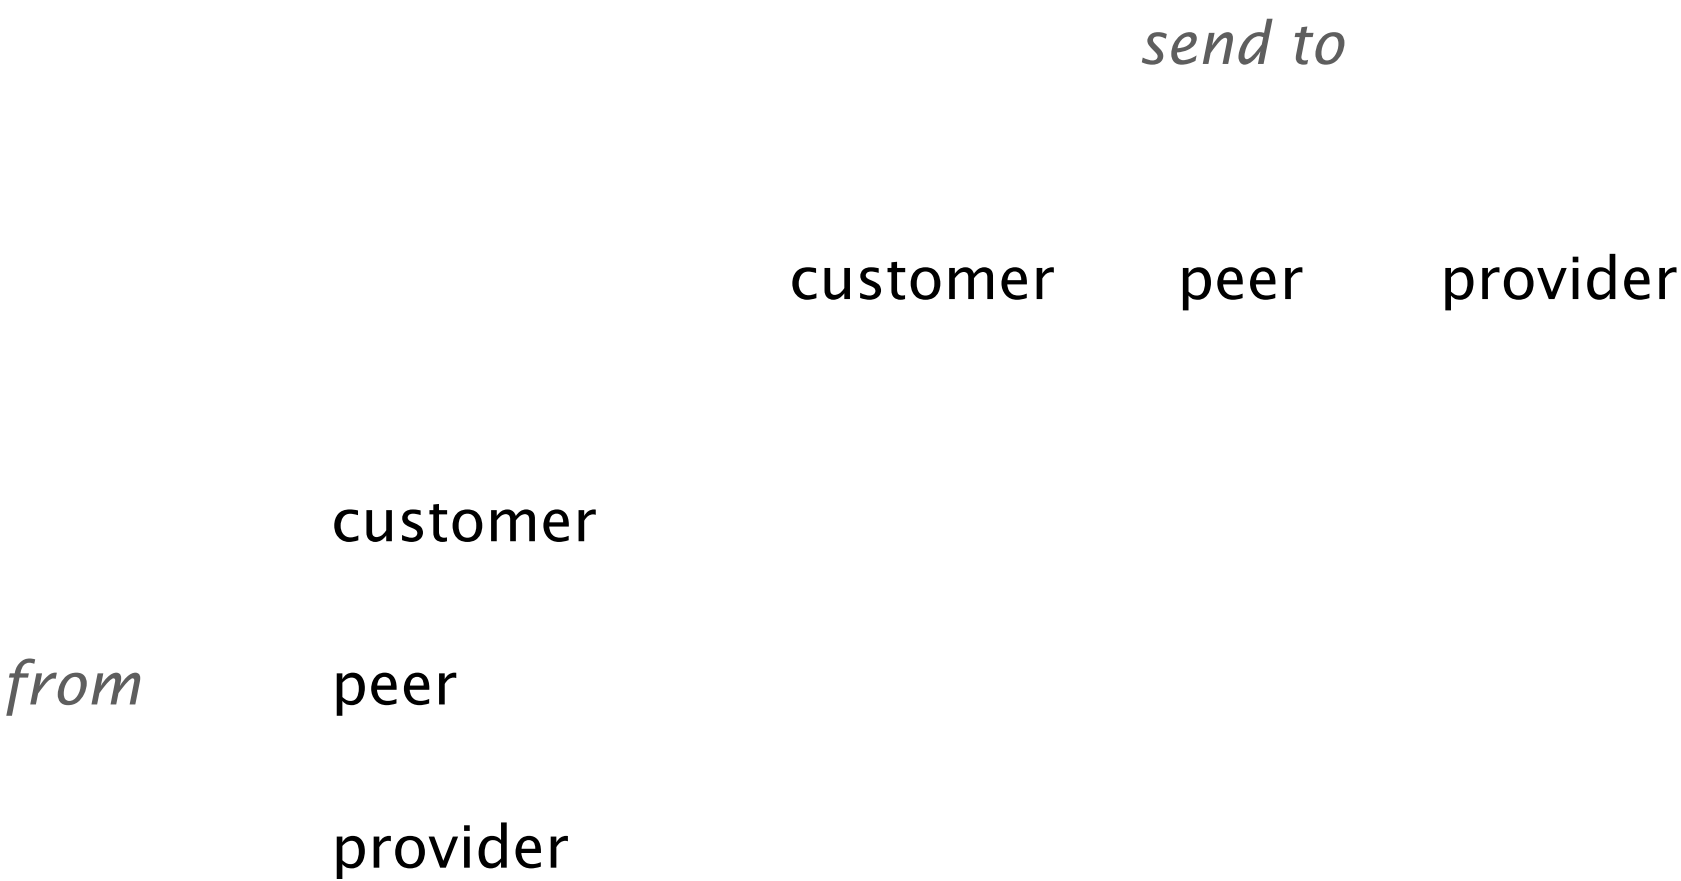 send to
customer peer provider
customer
from peer
provider